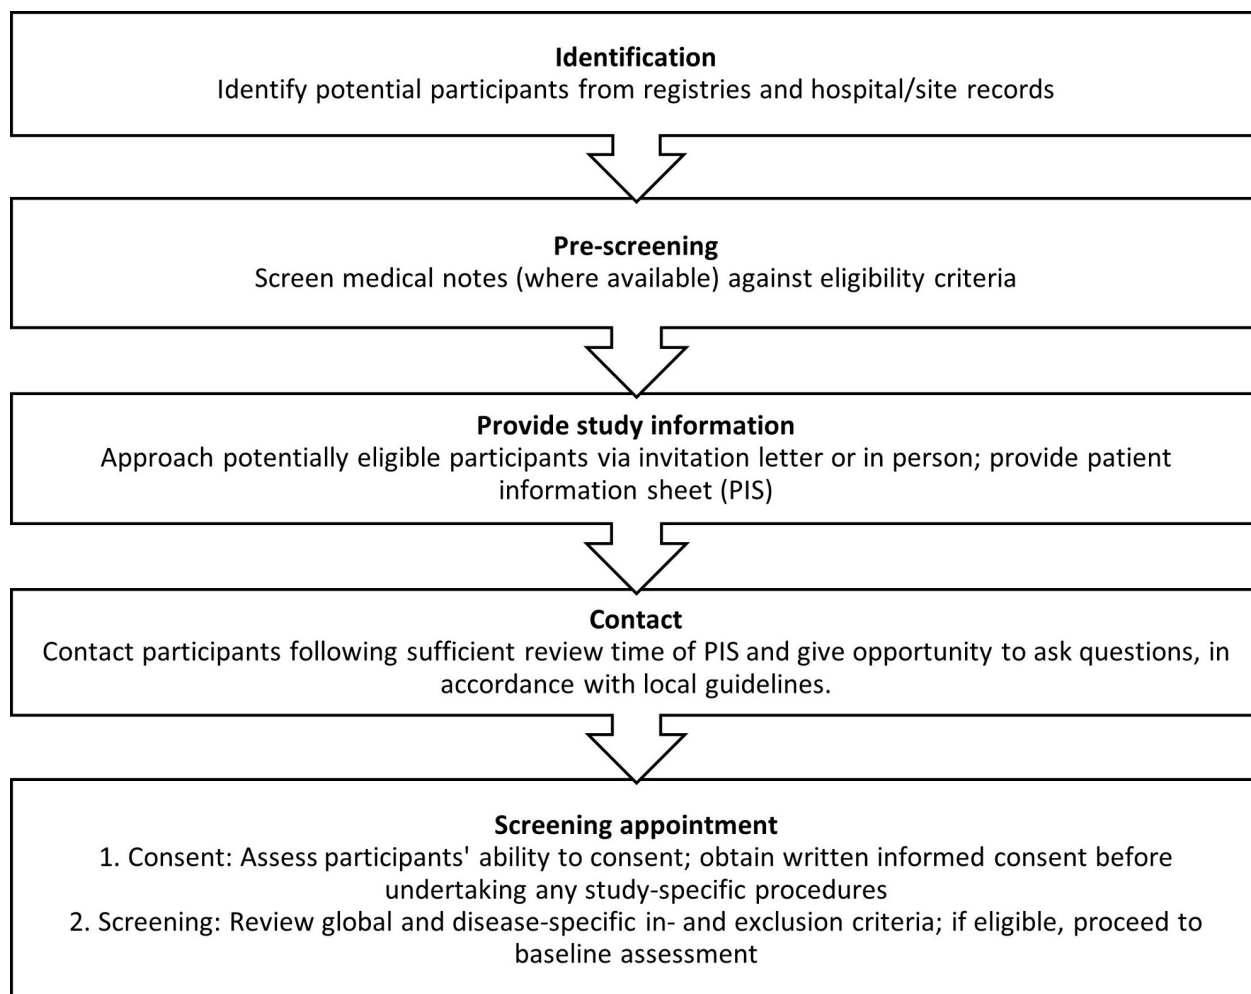 Identification
Identify potential participants from registries and hospital/site records
Pre-screening
Screen medical notes (where available) against eligibility criteria
Provide study information
Approach potentially eligible participants via invitation letter or in person; provide patient
information sheet (PIS)
Contact
Contact participants following sufficient review time of PIS and give opportunity to ask questions, in
accordance with local guidelines.
Screening appointment
1. Consent: Assess participants' ability to consent; obtain written informed consent before
undertaking any study-specific procedures
2. Screening: Review global and disease-specific in- and exclusion criteria; if eligible, proceed to
baseline assessment